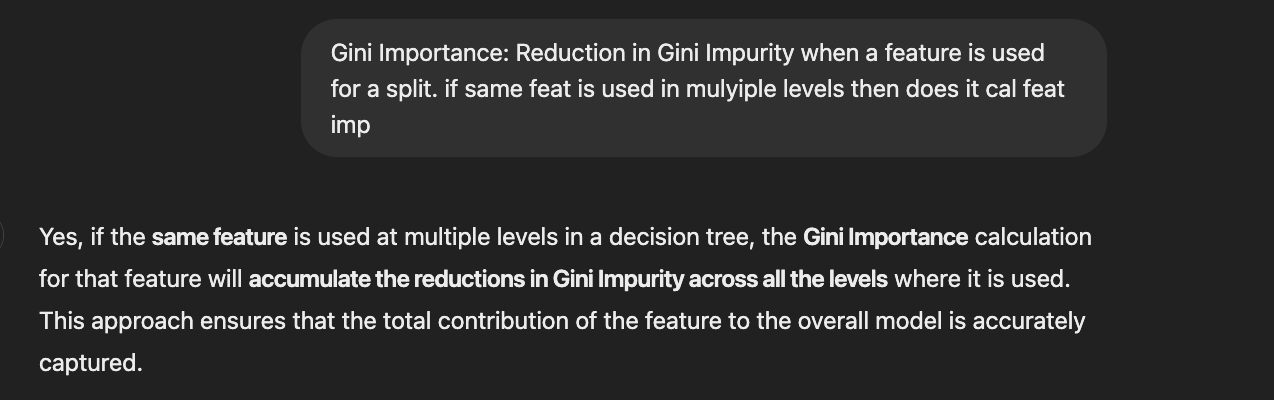 Gini Importance: Reduction in Gini Impurity when a feature is used
for a split. if same feat is used in mulyiple levels then does it cal feat
imp
Yes, if the same feature is used at multiple levels in a decision tree, the Gini Importance calculation
for that feature will accumulate the reductions in Gini Impurity across all the levels where it is used.
This approach ensures that the total contribution of the feature to the overall model is accurately
captured.